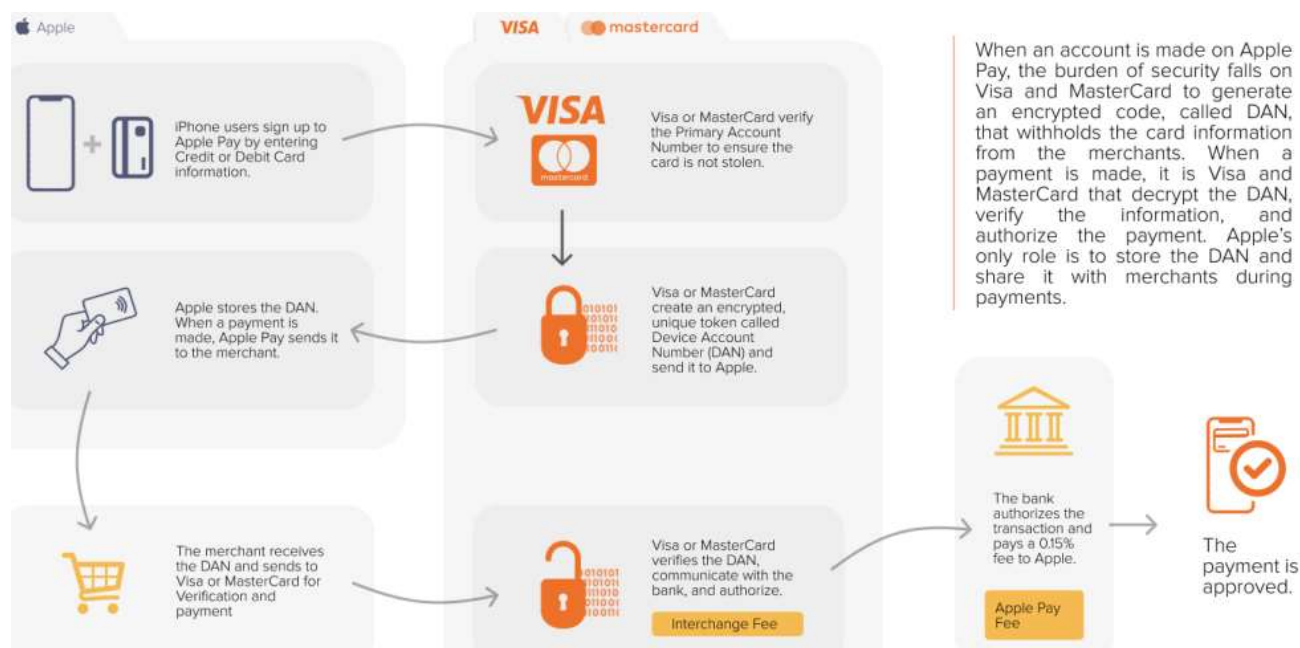 Apple
VISA
mastercard
iPhone users sign up to
Apple Pay by entering
Credit or Debit Card
information.
VISA
mastercard
Visa or MasterCard verify
the Primary Account
Number to ensure the
card is not stolen.
When an account is made on Apple
Pay, the burden of security falls on
Visa and MasterCard to generate
an encrypted code, called DAN,
that withholds the card information
from the merchants. When a
payment is made, it is Visa and
MasterCard that decrypt the DAN,
verify the information, and
authorize the payment. Apple's
only role is to store the DAN and
share it with merchants during
payments.
Apple stores the DAN.
When a payment is
made, Apple Pay sends it
to the merchant.
Visa or MasterCard
create an encrypted,
unique token called
Device Account
Number (DAN) and
send it to Apple.
The merchant receives
the DAN and sends to
Visa or MasterCard for
Verification and
payment
Visa or MasterCard
verifies the DAN,
communicate with the
bank, and authorize.
Interchange Fee
The bank
authorizes the
transaction and
pays a 0.15%
fee to Apple.
Apple Pay
Fee
The
payment is
approved.